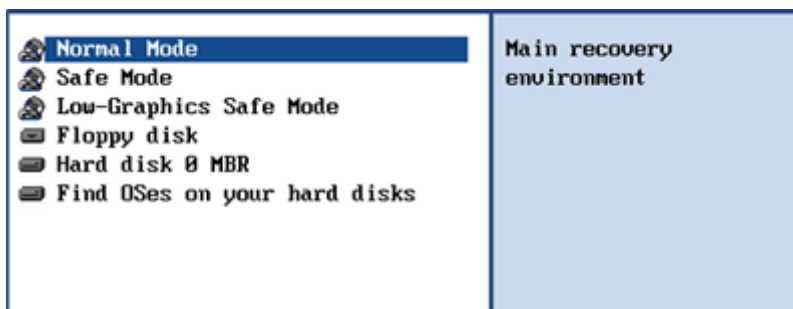 Normal Mode
Safe Mode
Low-Graphics Safe Mode
Floppy disk
Hard disk 0 MBR
Find OSes on your hard disks
Main recovery
environment